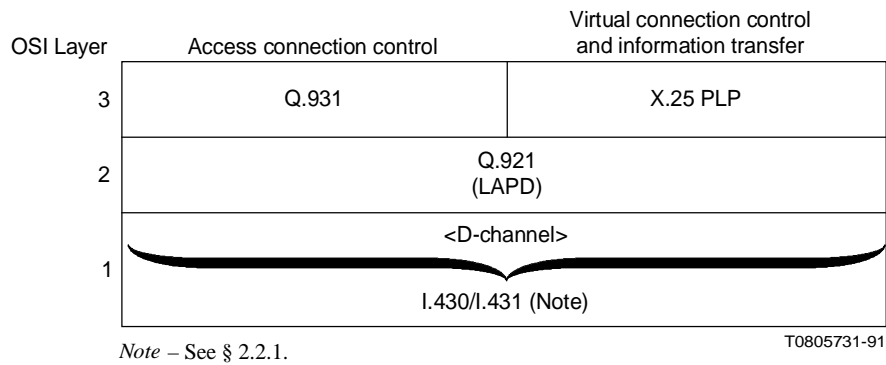 OSI Layer
Access connection control
Virtual connection control
and information transfer
3
Q.931
X.25 PLP
2
Q.921
(LAPD)
1
<D-channel>
I.430/I.431 (Note)
Note – See § 2.2.1.
T0805731-91